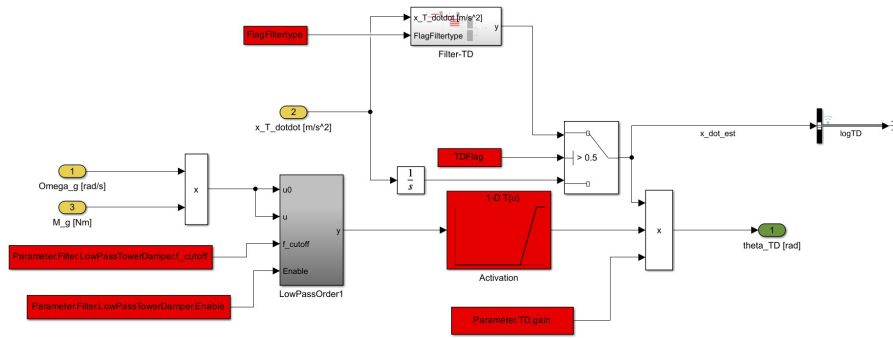 x_T_dotdot [m/s^2]
FlagFiltertype
y
FlagFiltertype
Filter-TD
2
x_T_dotdot [m/s^2]
x_dot_est
logTD
TDFlag
> 0.5
1
Omega_g [rad/s]
x
3
M_g [Nm]
u0
u
f_cutoff
Enable
y
LowPassOrder1
1
s
1-D T(u)
Activation
x
1
theta_TD [rad]
Parameter.Filter.LowPassTowerDamper.f_cutoff
Parameter.Filter.LowPassTowerDamper.Enable
Parameter.TD.gain